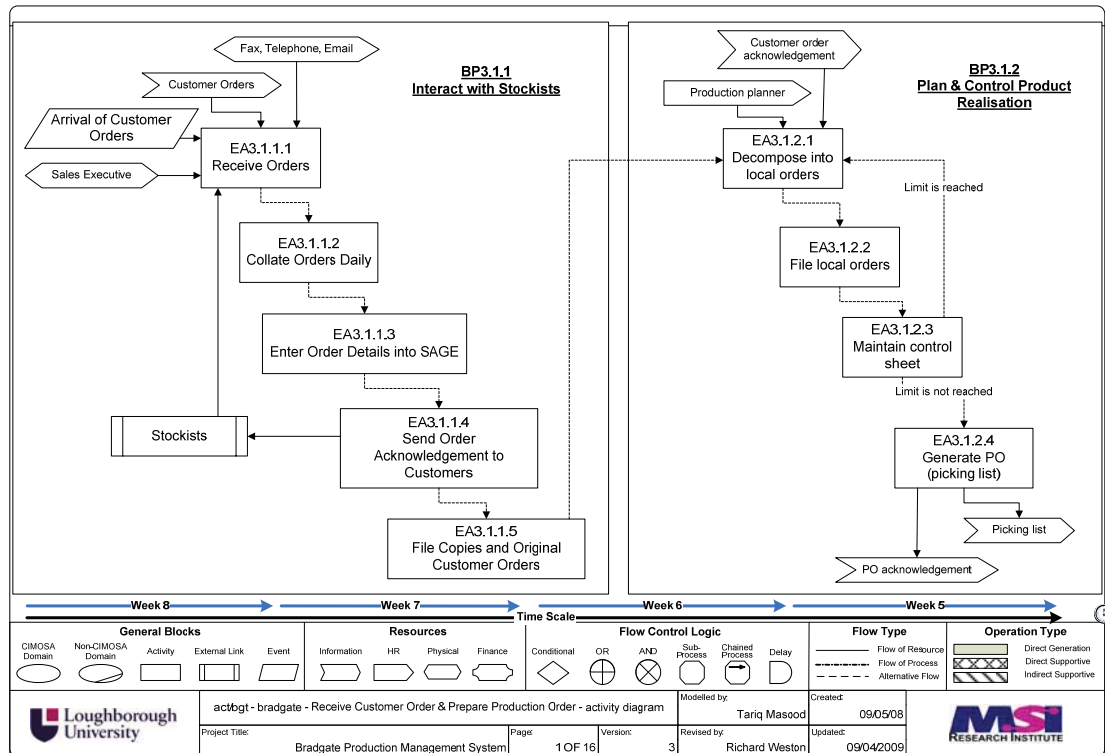 Fax, Telephone, Email
Customer Orders
Arrival of Customer
Orders
Sales Executive
BP3.1.1
Interact with Stockists
EA3.1.1.1
Receive Orders
EA3.1.1.2
Collate Orders Daily
EA3.1.1.3
Enter Order Details into SAGE
EA3.1.1.4
Send Order
Acknowledgement to
Customers
Stockists
EA3.1.1.5
File Copies and Original
Customer Orders
Customer order
acknowledgement
Production planner
BP3.1.2
Plan & Control Product
Realisation
EA3.1.2.1
Decompose into
local orders
Limit is reached
EA3.1.2.2
File local orders
EA3.1.2.3
Maintain control
sheet
Limit is not reached
EA3.1.2.4
Generate PO
(picking list)
Picking list
PO acknowledgement
Week 8
Week 7
Week 6
Week 5
Time Scale
General Blocks
CIMOSA
Domain
Non-CIMOSA
Domain
Activity
External Link
Event
Resources
Information
HR
Physical
Finance
Flow Control Logic
Conditional
OR
AND
Sub-
Process
Chained
Process
Delay
Flow Type
Flow of Resource
Flow of Process
Alternative Flow
Operation Type
Direct Generation
Direct Supportive
Indirect Supportive
Loughborough
University
act/bgt - bradgate - Receive Customer Order & Prepare Production Order - activity diagram
Modelled by:
Tariq Masood
Created:
09/05/08
Project Title:
Bradgate Production Management System
Page:
1 OF 16
Version:
3
Revised by:
Richard Weston
Updated:
09/04/2009
MSI
RESEARCH INSTITUTE